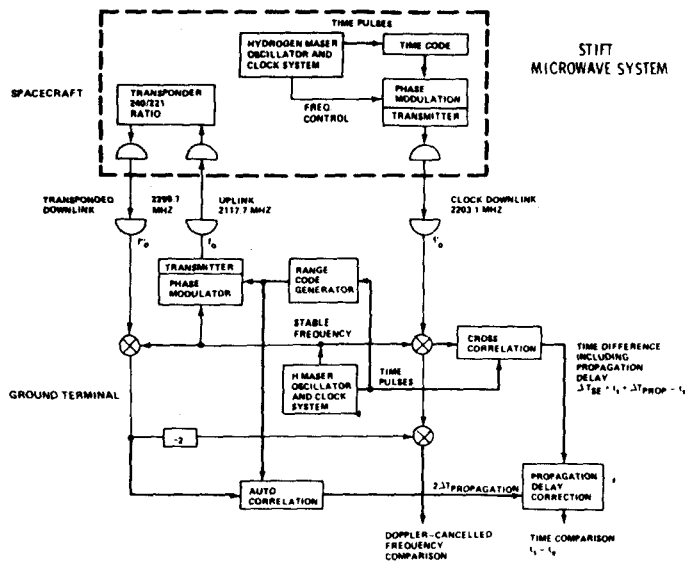 STIFT
MICROWAVE SYSTEM
TIME PULSES
HYDROGEN MASER
OSCILLATOR AND
CLOCK SYSTEM
TIME CODE
PHASE
MODULATION
TRANSMITTER
FREQ.
CONTROL
SPACECRAFT
TRANSPONDER
240/221
RATIO
TRANSPONDED
DOWNLINK
2299.7
MHZ
UPLINK
2117.7 MHZ
CLOCK DOWNLINK
2203.1 MHZ
TRANSMITTER
PHASE
MODULATOR
RANGE
CODE
GENERATOR
STABLE
FREQUENCY
CROSS
CORRELATION
TIME DIFFERENCE
INCLUDING
PROPAGATION
DELAY
GROUND TERMINAL
H MASER
OSCILLATOR
AND CLOCK
SYSTEM
TIME
PULSES
AUTO
CORRELATION
2ΔT PROPAGATION
PROPAGATION
DELAY
CORRECTION
DOPPLER-CANCELLED
FREQUENCY
COMPARISON
TIME COMPARISON